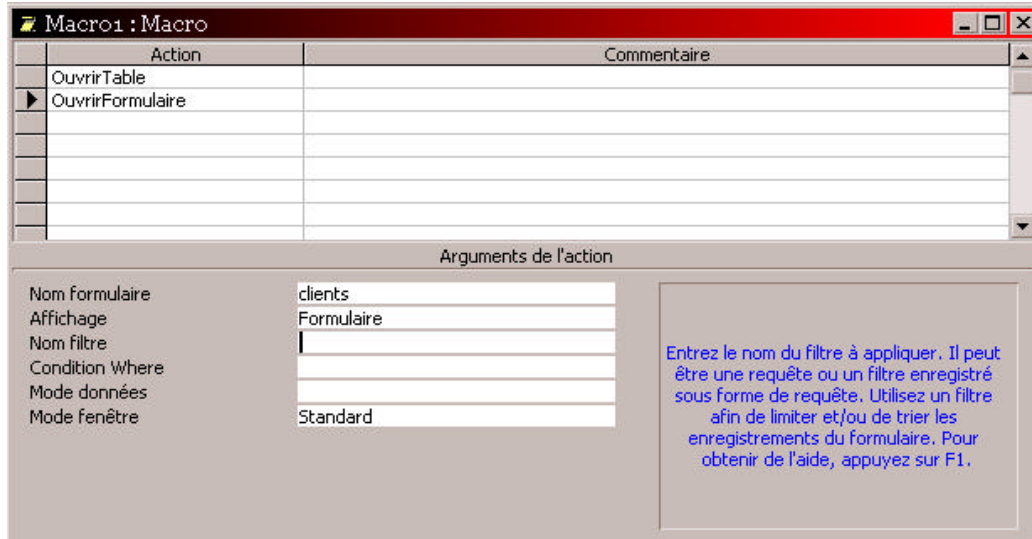 Macro1 : Macro
Action Commentaire
OuvrirTable
OuvrirFormulaire
Arguments de l'action
Nom formulaire clients
Affichage Formulaire
Nom filtre
Condition Where
Mode données
Mode fenêtre Standard
Entrez le nom du filtre à appliquer. Il peut
être une requête ou un filtre enregistré
sous forme de requête. Utilisez un filtre
afin de limiter et/ou de trier les
enregistrements du formulaire. Pour
obtenir de l'aide, appuyez sur F1.